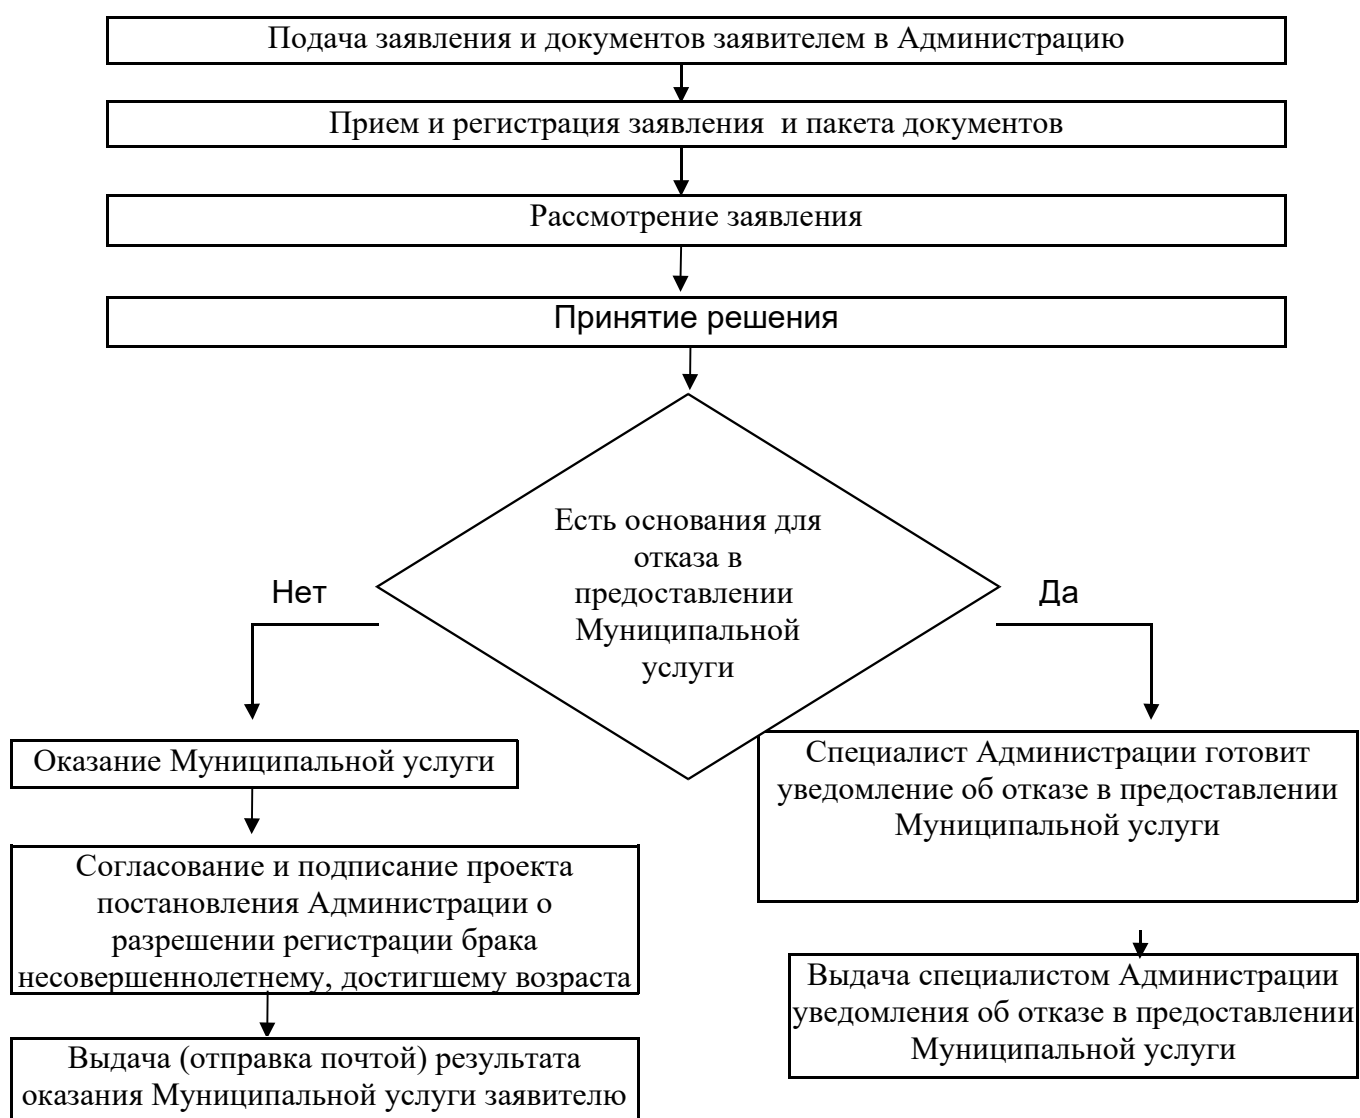 Подача заявления и документов заявителем в Администрацию
Прием и регистрация заявления  и пакета документов
Рассмотрение заявления
Принятие решения
Есть основания для
отказа в
предоставлении
Муниципальной
услуги
Нет
Да
Оказание Муниципальной услуги
Согласование и подписание проекта
постановления Администрации о
разрешении регистрации брака
несовершеннолетнему, достигшему возраста
Выдача (отправка почтой) результата
оказания Муниципальной услуги заявителю
Специалист Администрации готовит
уведомление об отказе в предоставлении
Муниципальной услуги
Выдача специалистом Администрации
уведомления об отказе в предоставлении
Муниципальной услуги